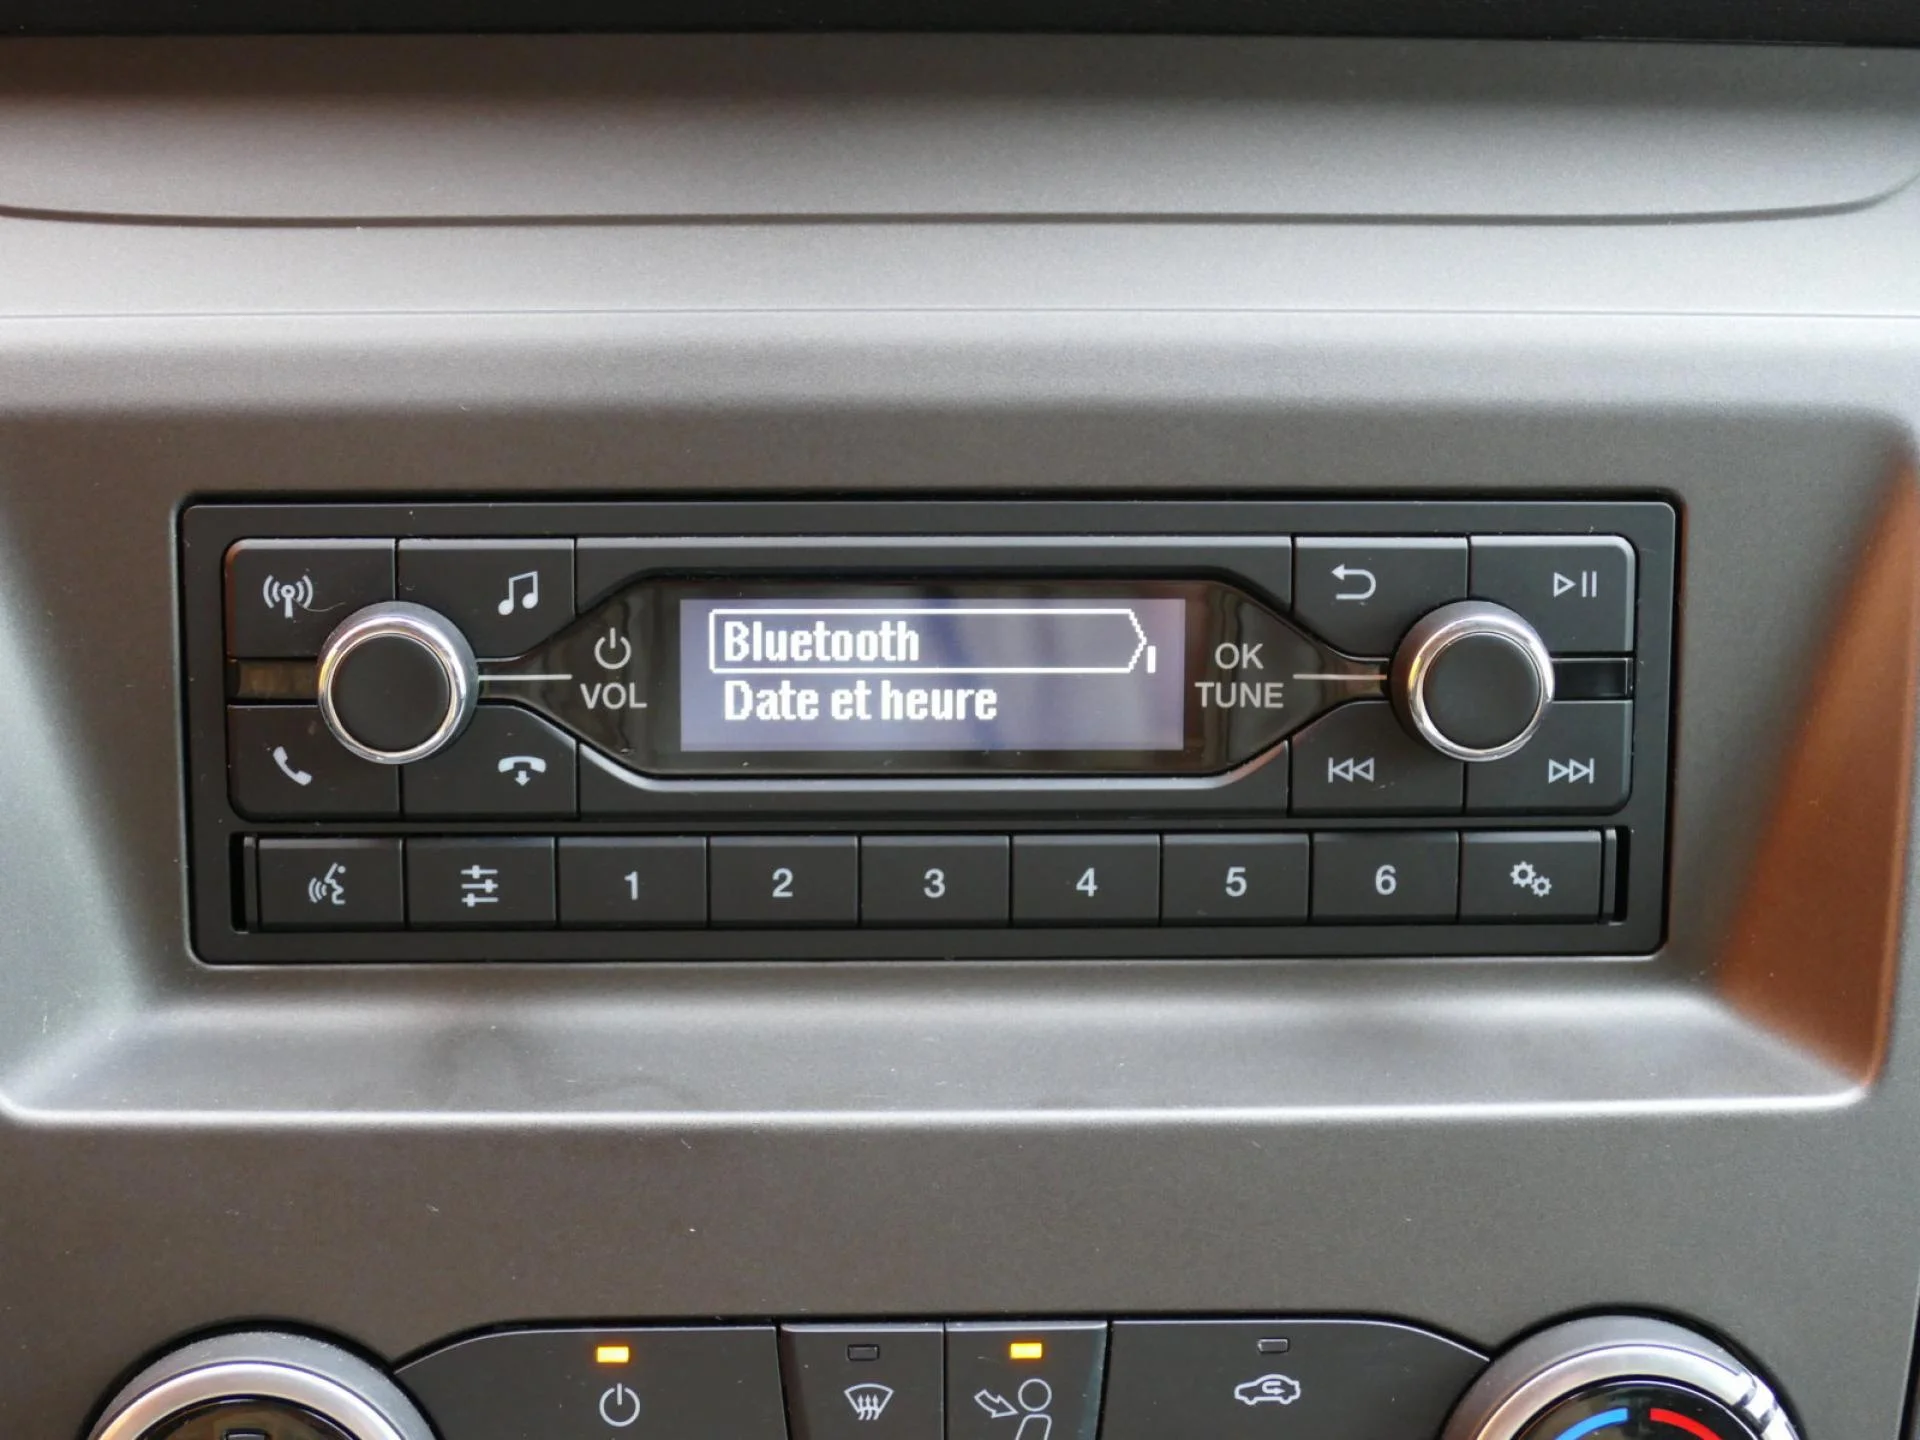 Bluetooth
Date et heure
VOL
OK
TUNE
1 2 3 4 5 6